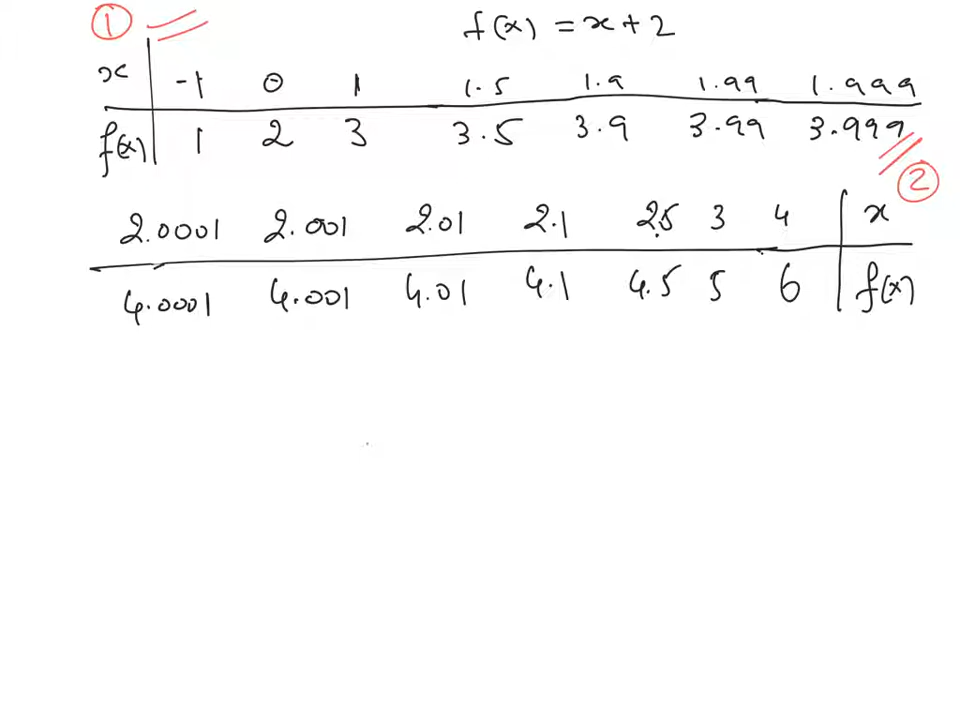 ① f(x) = x + 2
x -1 0 1 1.5 1.9 1.99 1.999
f(x) 1 2 3 3.5 3.9 3.99 3.999
②
2.0001 2.001 2.01 2.1 2.5 3 4 x
4.0001 4.001 4.01 4.1 4.5 5 6 f(x)